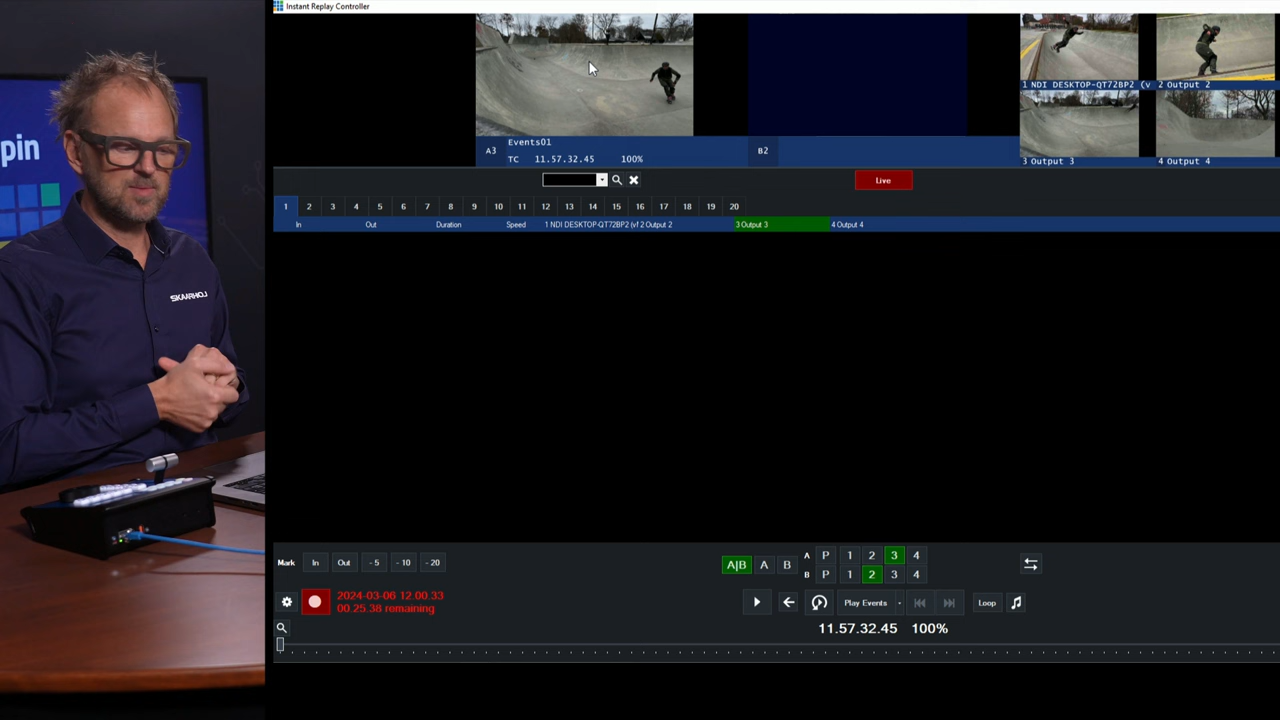 Instant Replay Controller
pin
SKAARHOJ
A3
Events01
TC 11.57.32.45 100%
B2
1 NDI DESKTOP-QT72BP2 (v
2 Output 2
3 Output 3
4 Output 4
Live
1 2 3 4 5 6 7 8 9 10 11 12 13 14 15 16 17 18 19 20
In Out Duration Speed 1 NDI DESKTOP-QT72BP2 (vf 2 Output 2 3 Output 3 4 Output 4
Mark In Out - 5 - 10 - 20
A|B A B
A P 1 2 3 4
B P 1 2 3 4
2024-03-06 12.00.33
00.25.38 remaining
Play Events
Loop
11.57.32.45 100%